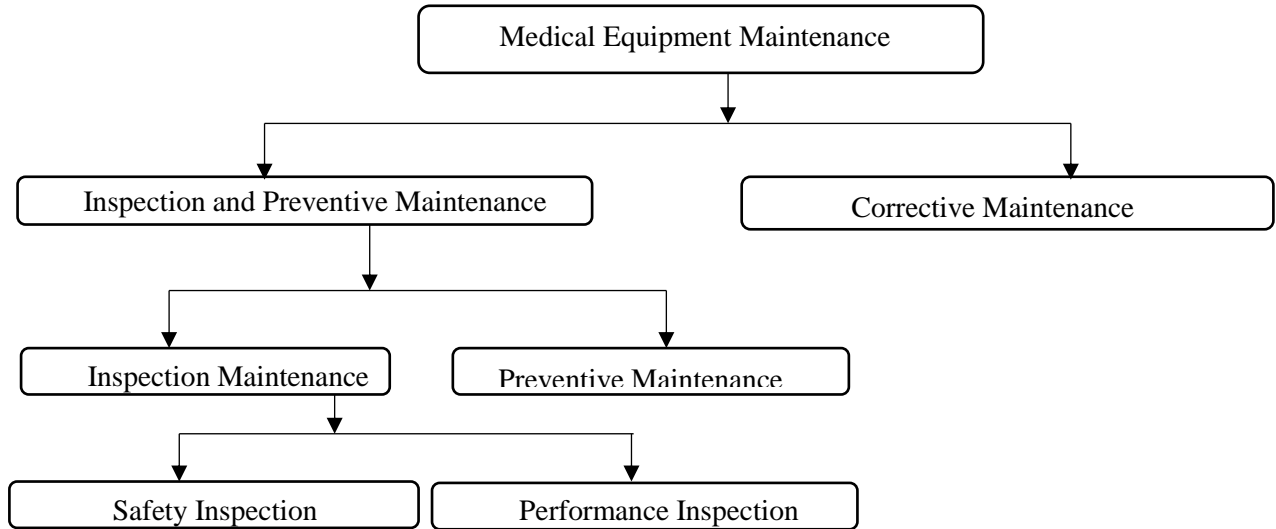 Medical Equipment Maintenance
Inspection and Preventive Maintenance
Corrective Maintenance
Inspection Maintenance
Preventive Maintenance
Safety Inspection
Performance Inspection